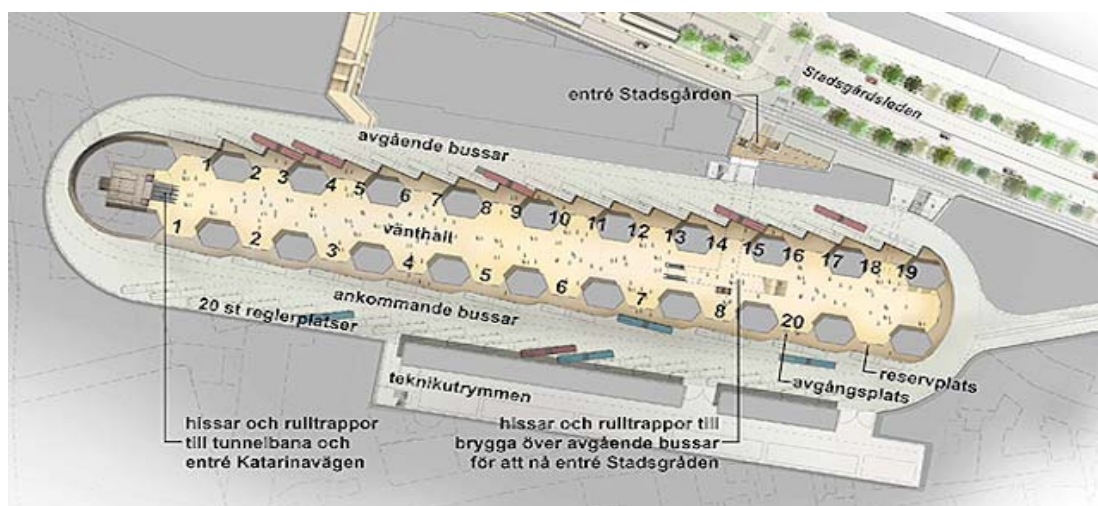 Stadsgårdsleden
entré Stadsgården
avgående bussar
1 2 3 4 5 6 7 8 9 10 11 12 13 14 15 16 17 18 19
vänthall
1 2 3 4 5 6 7 8 20
ankommande bussar
20 st reglerplatser
reservplats
avgångsplats
teknikutrymmen
hissar och rulltrappor
till tunnelbana och
entré Katarinavägen
hissar och rulltrappor till
brygga över avgående bussar
för att nå entré Stadsgråden